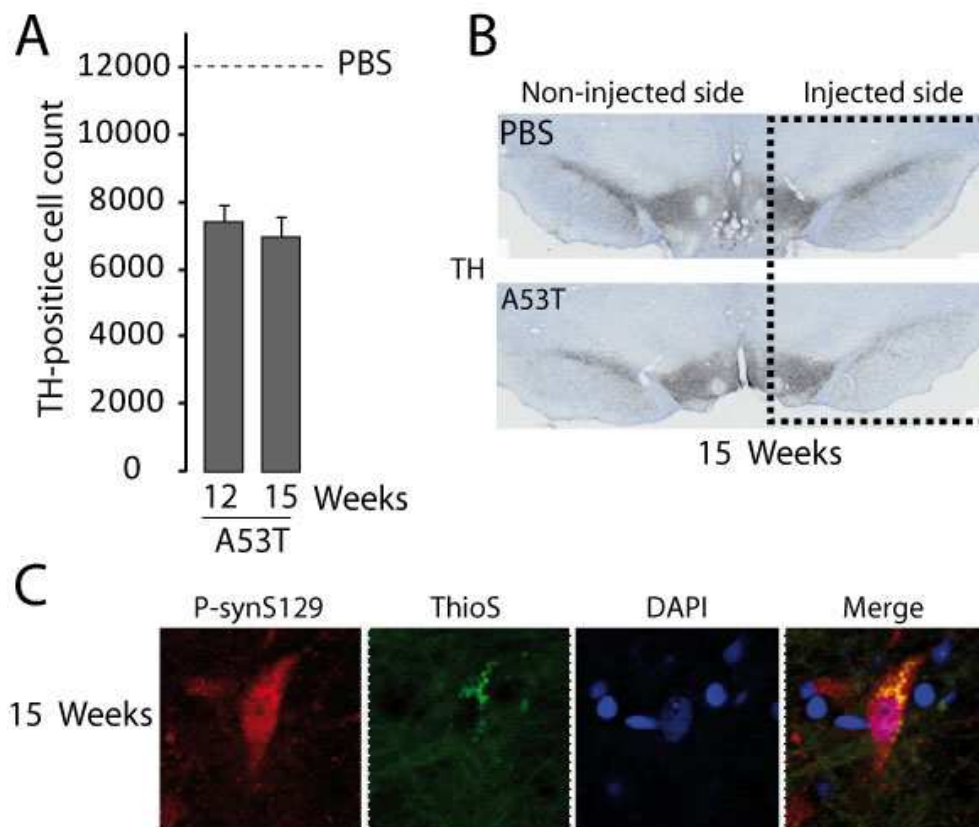 A
TH-positice cell count
12000
10000
8000
6000
4000
2000
0
PBS
12 15 Weeks
A53T
B
Non-injected side Injected side
PBS
TH
A53T
15 Weeks
C
P-synS129 ThioS DAPI Merge
15 Weeks